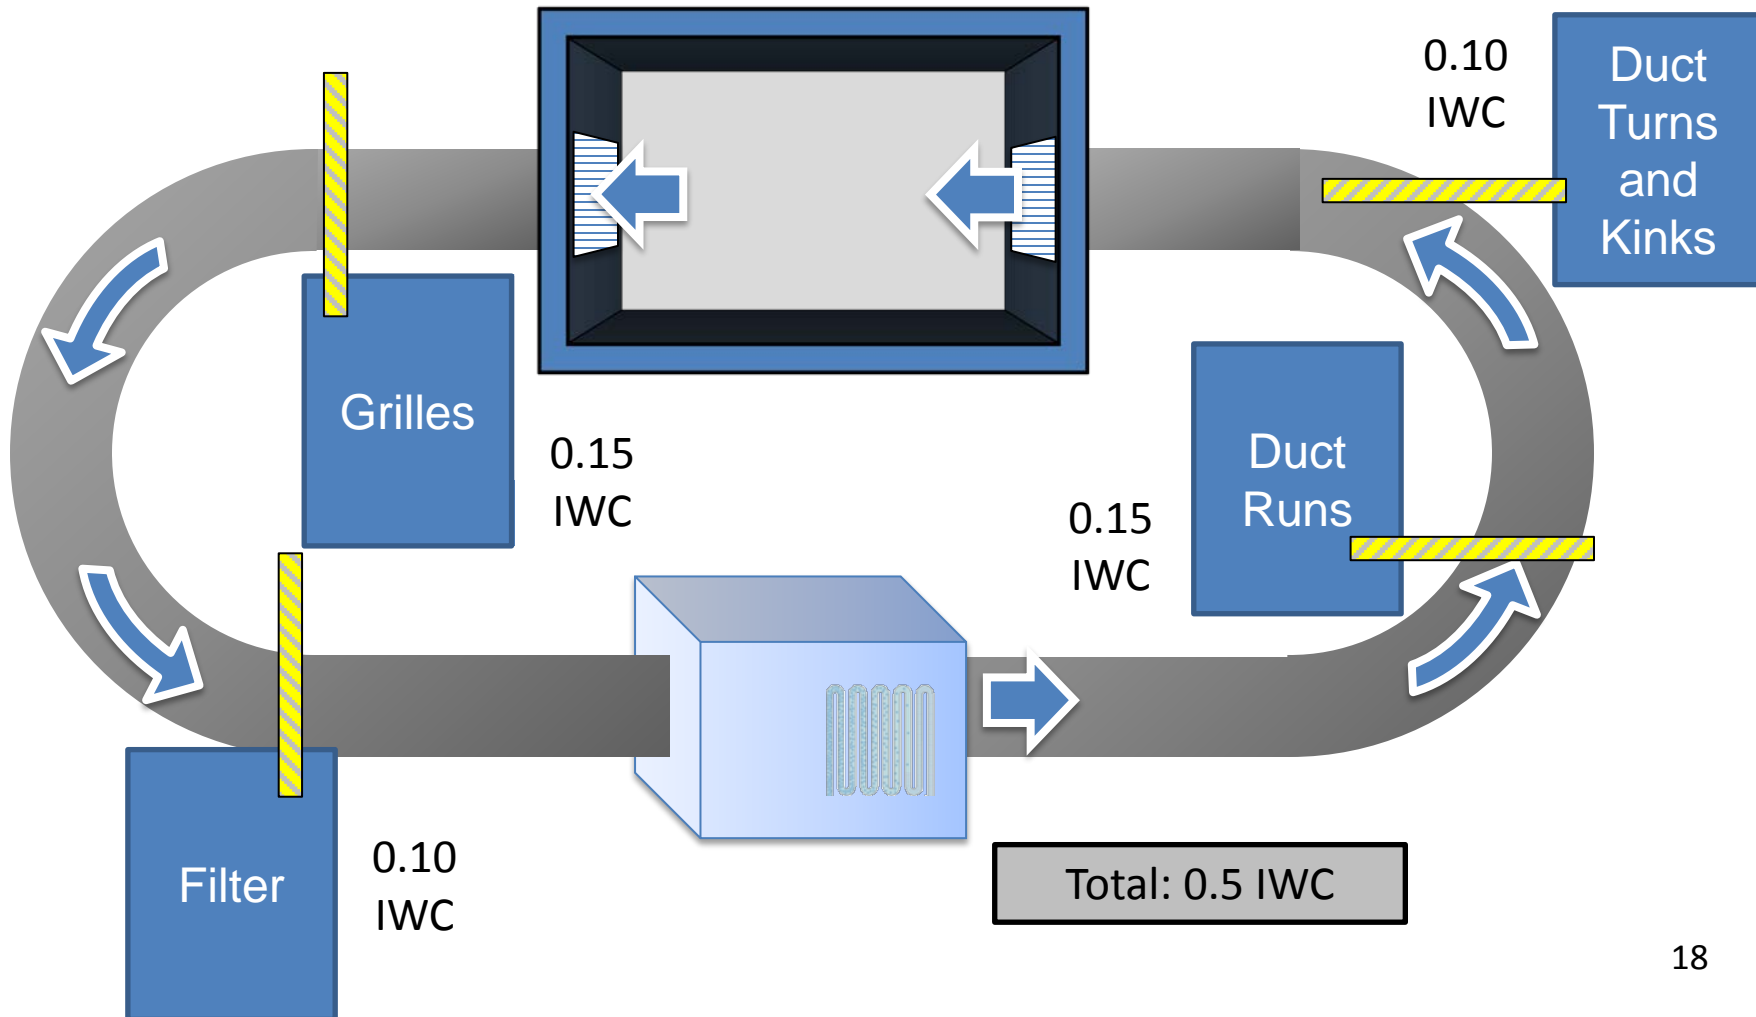 0.10
IWC
Duct
Turns
and
Kinks
Grilles
0.15
IWC
Duct
Runs
0.15
IWC
Filter
0.10
IWC
Total: 0.5 IWC
18